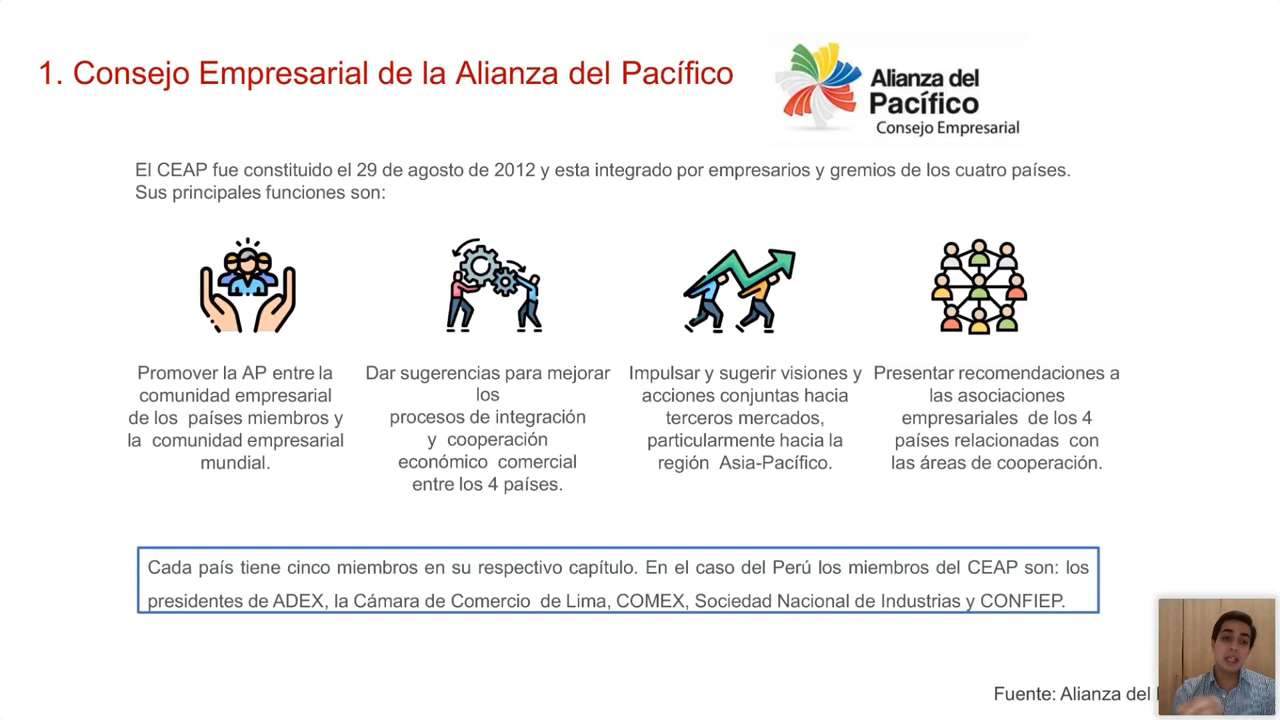 1. Consejo Empresarial de la Alianza del Pacífico
Alianza del
Pacífico
Consejo Empresarial
El CEAP fue constituido el 29 de agosto de 2012 y esta integrado por empresarios y gremios de los cuatro países.
Sus principales funciones son:
Promover la AP entre la
comunidad empresarial
de los países miembros y
la comunidad empresarial
mundial.
Dar sugerencias para mejorar
los
procesos de integración
y cooperación
económico comercial
entre los 4 países.
Impulsar y sugerir visiones y
acciones conjuntas hacia
terceros mercados,
particularmente hacia la
región Asia-Pacífico.
Presentar recomendaciones a
las asociaciones
empresariales de los 4
países relacionadas con
las áreas de cooperación.
Cada país tiene cinco miembros en su respectivo capítulo. En el caso del Perú los miembros del CEAP son: los
presidentes de ADEX, la Cámara de Comercio de Lima, COMEX, Sociedad Nacional de Industrias y CONFIEP.
Fuente: Alianza del